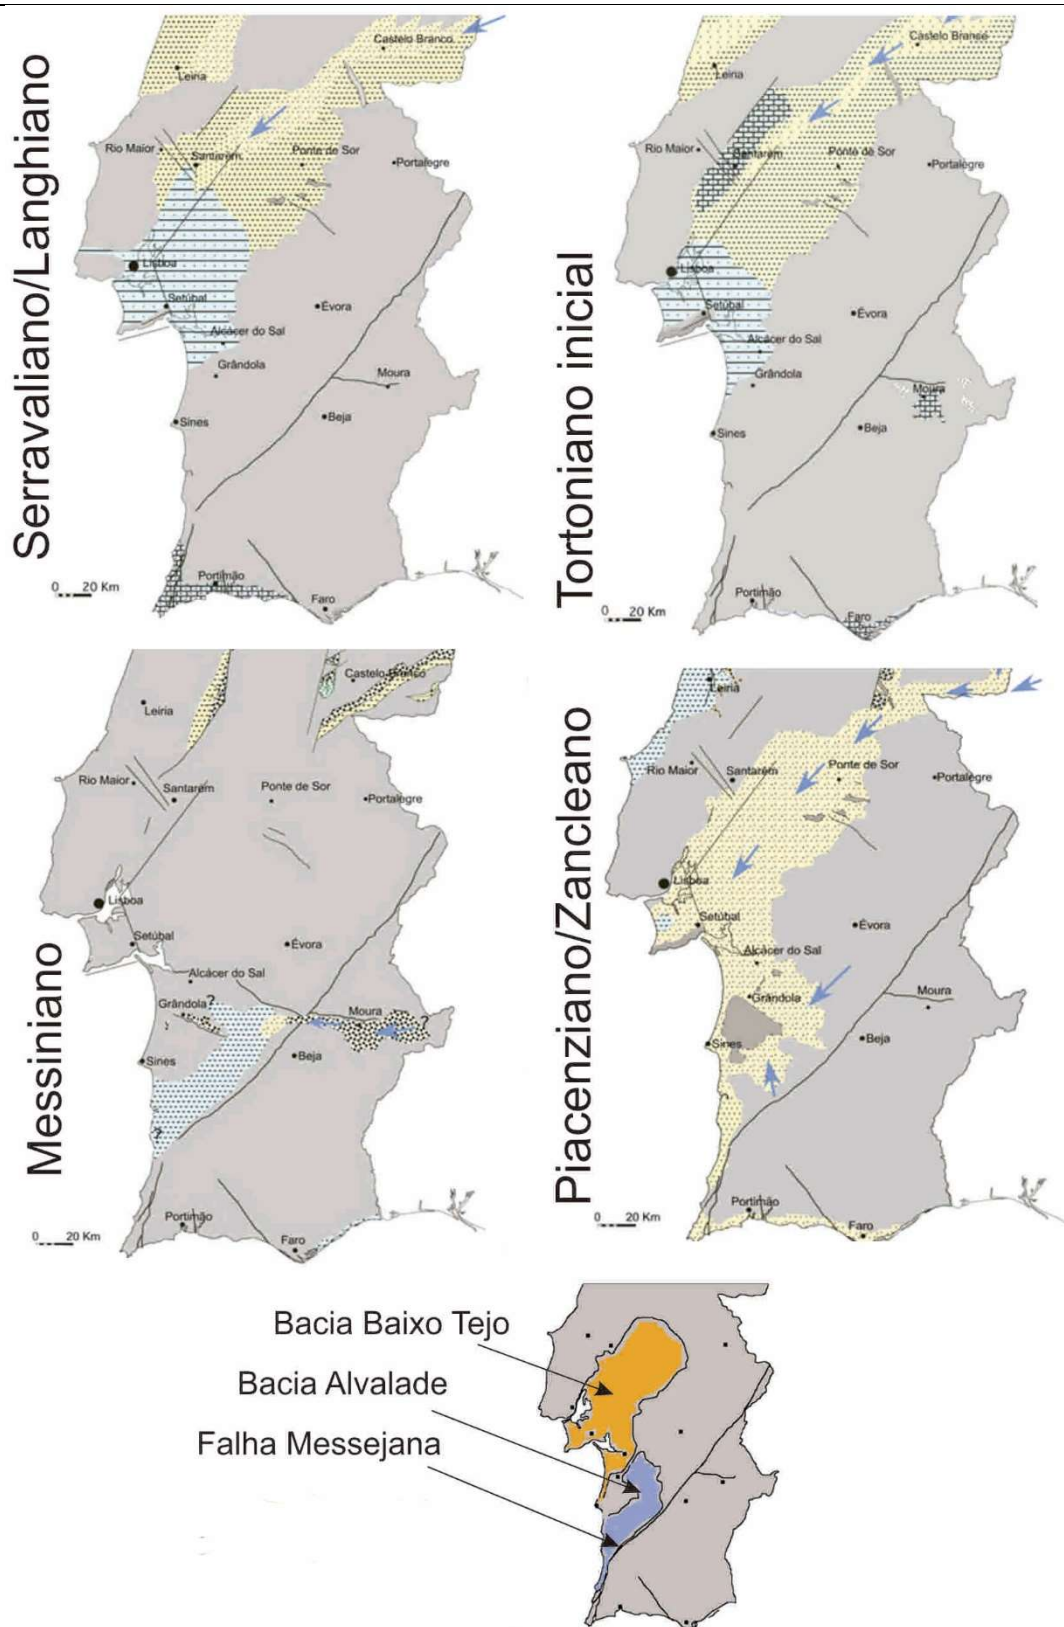 Serravaliano/Langhiano
Castelo Branco
Leiria
Rio Maior
Santarém
Ponte de Sor
Portalegre
Lisboa
Setúbal
Évora
Alcácer do Sal
Grândola
Moura
Sines
Beja
Portimão
Faro
0 20 Km
Tortoniano inicial
Castelo Branco
Leiria
Rio Maior
Santarém
Ponte de Sor
Portalegre
Lisboa
Setúbal
Évora
Alcácer do Sal
Grândola
Moura
Sines
Beja
Portimão
Faro
0 20 Km
Messiniano
Castelo Branco
Leiria
Rio Maior
Santarém
Ponte de Sor
Portalegre
Lisboa
Setúbal
Évora
Alcácer do Sal
Grândola ?
Moura
?
Sines
Beja
?
Portimão
Faro
0 20 Km
Piacenziano/Zancleano
Leiria
Rio Maior
Santarém
Ponte de Sor
Portalegre
Lisboa
Setúbal
Évora
Alcácer do Sal
Grândola
Moura
Sines
Beja
Portimão
Faro
0 20 Km
Bacia Baixo Tejo
Bacia Alvalade
Falha Messejana